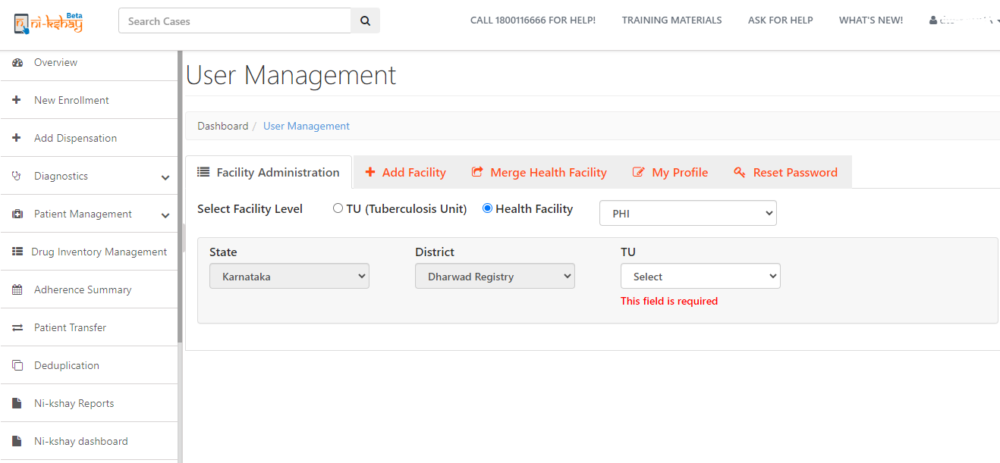 ni-kshay Beta
Search Cases
CALL 1800116666 FOR HELP!
TRAINING MATERIALS
ASK FOR HELP
WHAT'S NEW!
Overview
New Enrollment
Add Dispensation
Diagnostics
Patient Management
Drug Inventory Management
Adherence Summary
Patient Transfer
Deduplication
Ni-kshay Reports
Ni-kshay dashboard
User Management
Dashboard / User Management
Facility Administration
Add Facility
Merge Health Facility
My Profile
Reset Password
Select Facility Level
TU (Tuberculosis Unit)
Health Facility
PHI
State
District
TU
Karnataka
Dharwad Registry
Select
This field is required